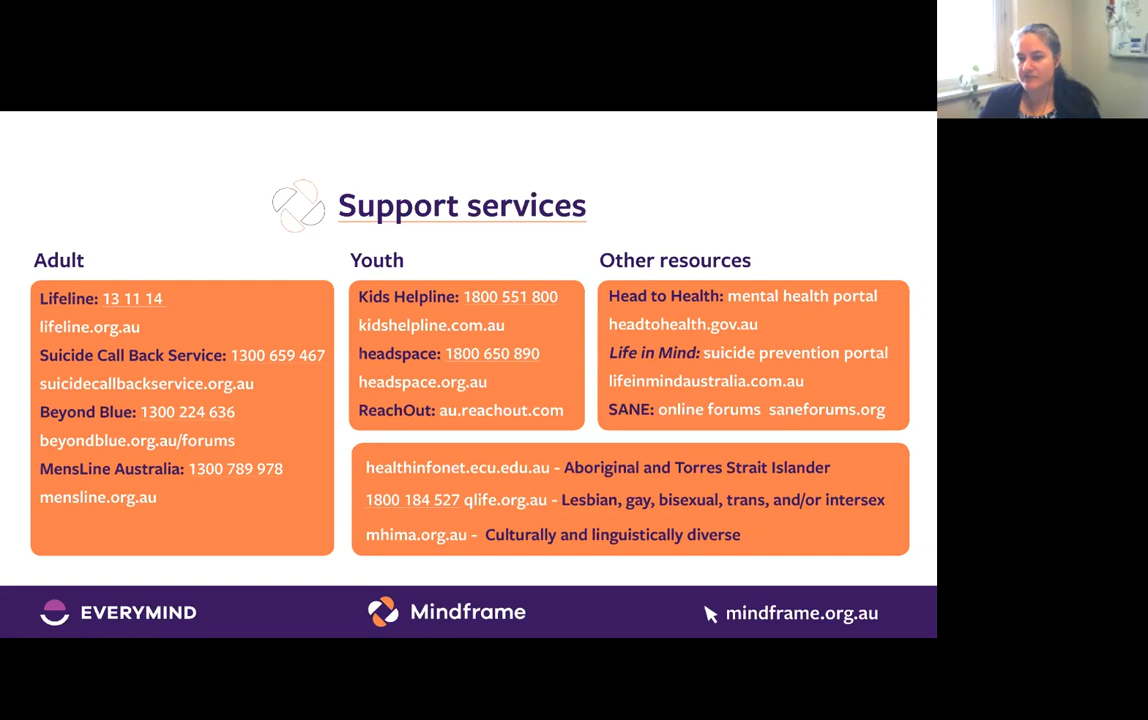 Support services
Adult
Lifeline: 13 11 14
lifeline.org.au
Suicide Call Back Service: 1300 659 467
suicidecallbackservice.org.au
Beyond Blue: 1300 224 636
beyondblue.org.au/forums
MensLine Australia: 1300 789 978
mensline.org.au
Youth
Kids Helpline: 1800 551 800
kidshelpline.com.au
headspace: 1800 650 890
headspace.org.au
ReachOut: au.reachout.com
Other resources
Head to Health: mental health portal
headtohealth.gov.au
Life in Mind: suicide prevention portal
lifeinmindaustralia.com.au
SANE: online forums saneforums.org
healthinfonet.ecu.edu.au - Aboriginal and Torres Strait Islander
1800 184 527 qlife.org.au - Lesbian, gay, bisexual, trans, and/or intersex
mhima.org.au - Culturally and linguistically diverse
EVERYMIND
Mindframe
mindframe.org.au